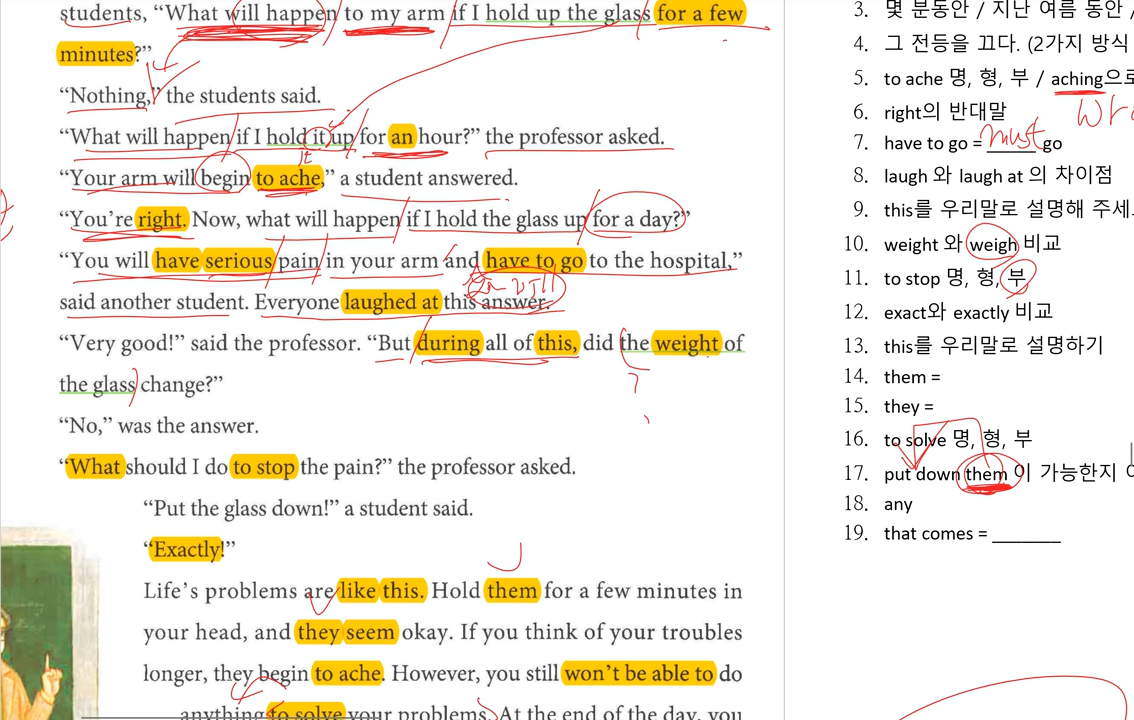 students, “What will happen to my arm if I hold up the glass for a few
minutes?”
“Nothing,” the students said.
“What will happen if I hold it up for an hour?” the professor asked.
it
“Your arm will begin to ache,” a student answered.
“You’re right. Now, what will happen if I hold the glass up for a day?”
“You will have serious pain in your arm and have to go to the hospital,”
said another student. Everyone laughed at this answer.
“Very good!” said the professor. “But during all of this, did the weight of
the glass change?”
?
“No,” was the answer.
“What should I do to stop the pain?” the professor asked.
“Put the glass down!” a student said.
“Exactly!”
Life’s problems are like this. Hold them for a few minutes in
your head, and they seem okay. If you think of your troubles
longer, they begin to ache. However, you still won’t be able to do
anything to solve your problems. At the end of the day, you
3. 몇 분동안 / 지난 여름 동안 /
4. 그 전등을 끄다. (2가지 방식
5. to ache 명, 형, 부 / aching으로
6. right의 반대말
7. have to go = must go
8. laugh 와 laugh at 의 차이점
9. this를 우리말로 설명해 주세요.
10. weight 와 weigh 비교
11. to stop 명, 형, 부
12. exact와 exactly 비교
13. this를 우리말로 설명하기
14. them =
15. they =
16. to solve 명, 형, 부
17. put down them 이 가능한지
18. any
19. that comes = ______